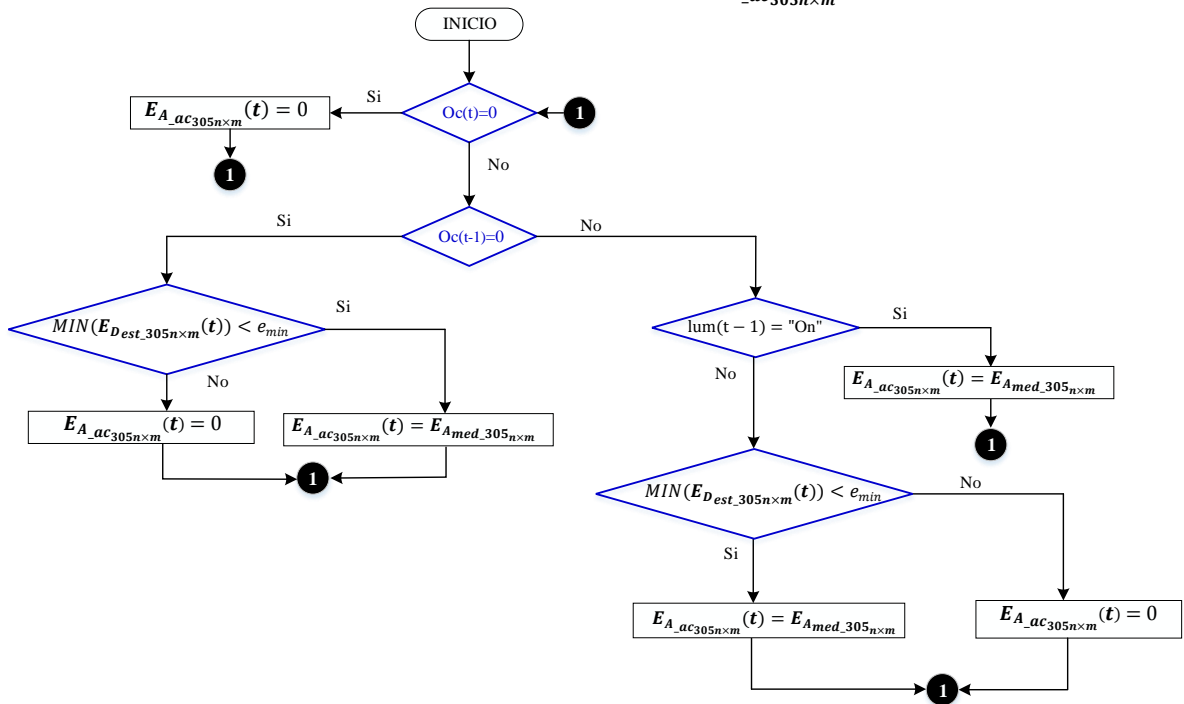 _ac305n×m
INICIO
Oc(t)=0
Si
1
E_A_ac305n×m(t) = 0
1
No
Oc(t-1)=0
Si
No
MIN(E_Dest_305n×m(t)) < e_min
Si
No
E_A_ac305n×m(t) = 0
E_A_ac305n×m(t) = E_Amed_305n×m
1
lum(t − 1) = "On"
Si
No
E_A_ac305n×m(t) = E_Amed_305n×m
1
MIN(E_Dest_305n×m(t)) < e_min
No
Si
E_A_ac305n×m(t) = E_Amed_305n×m
E_A_ac305n×m(t) = 0
1